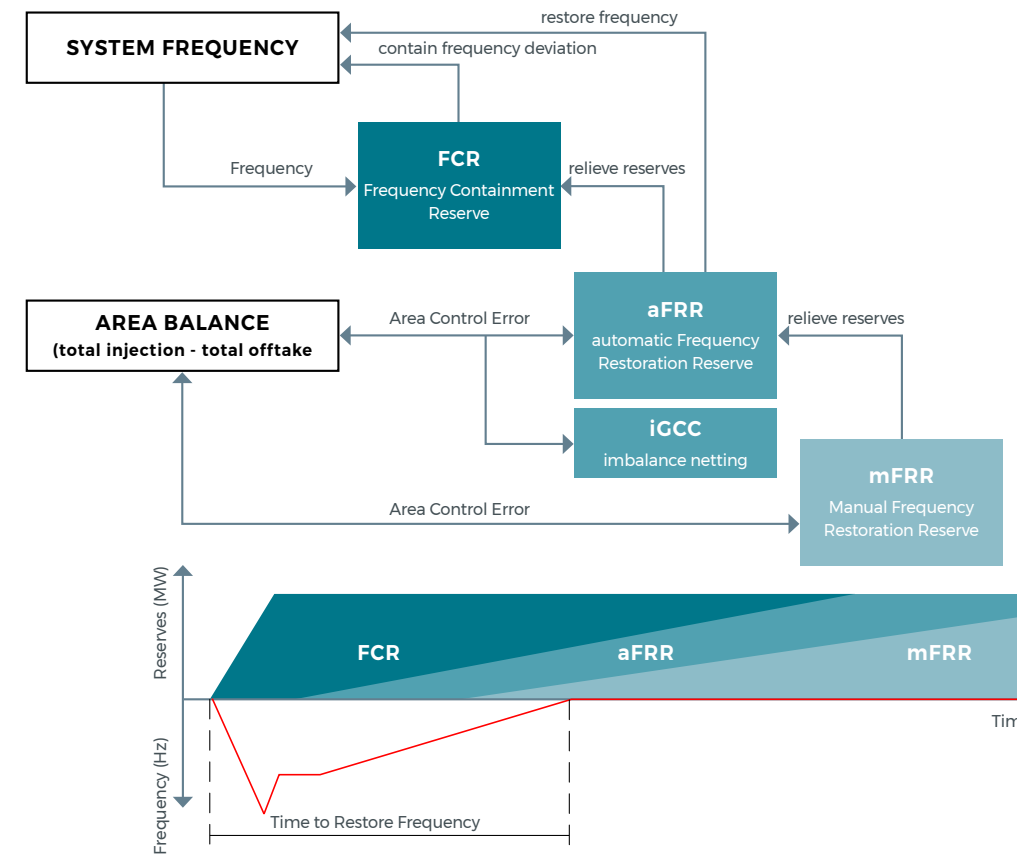 restore frequency
SYSTEM FREQUENCY
contain frequency deviation
FCR
Frequency Containment
Reserve
Frequency
relieve reserves
aFRR
automatic Frequency
Restoration Reserve
AREA BALANCE
(total injection - total offtake
Area Control Error
relieve reserves
iGCC
imbalance netting
mFRR
Manual Frequency
Restoration Reserve
Area Control Error
Reserves (MW)
FCR
aFRR
mFRR
Tim
Frequency (Hz)
Time to Restore Frequency